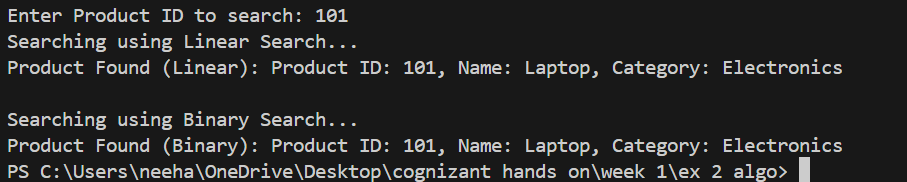 Enter Product ID to search: 101
Searching using Linear Search...
Product Found (Linear): Product ID: 101, Name: Laptop, Category: Electronics
Searching using Binary Search...
Product Found (Binary): Product ID: 101, Name: Laptop, Category: Electronics
PS C:\Users\neeha\OneDrive\Desktop\cognizant hands on\week 1\ex 2 algo>